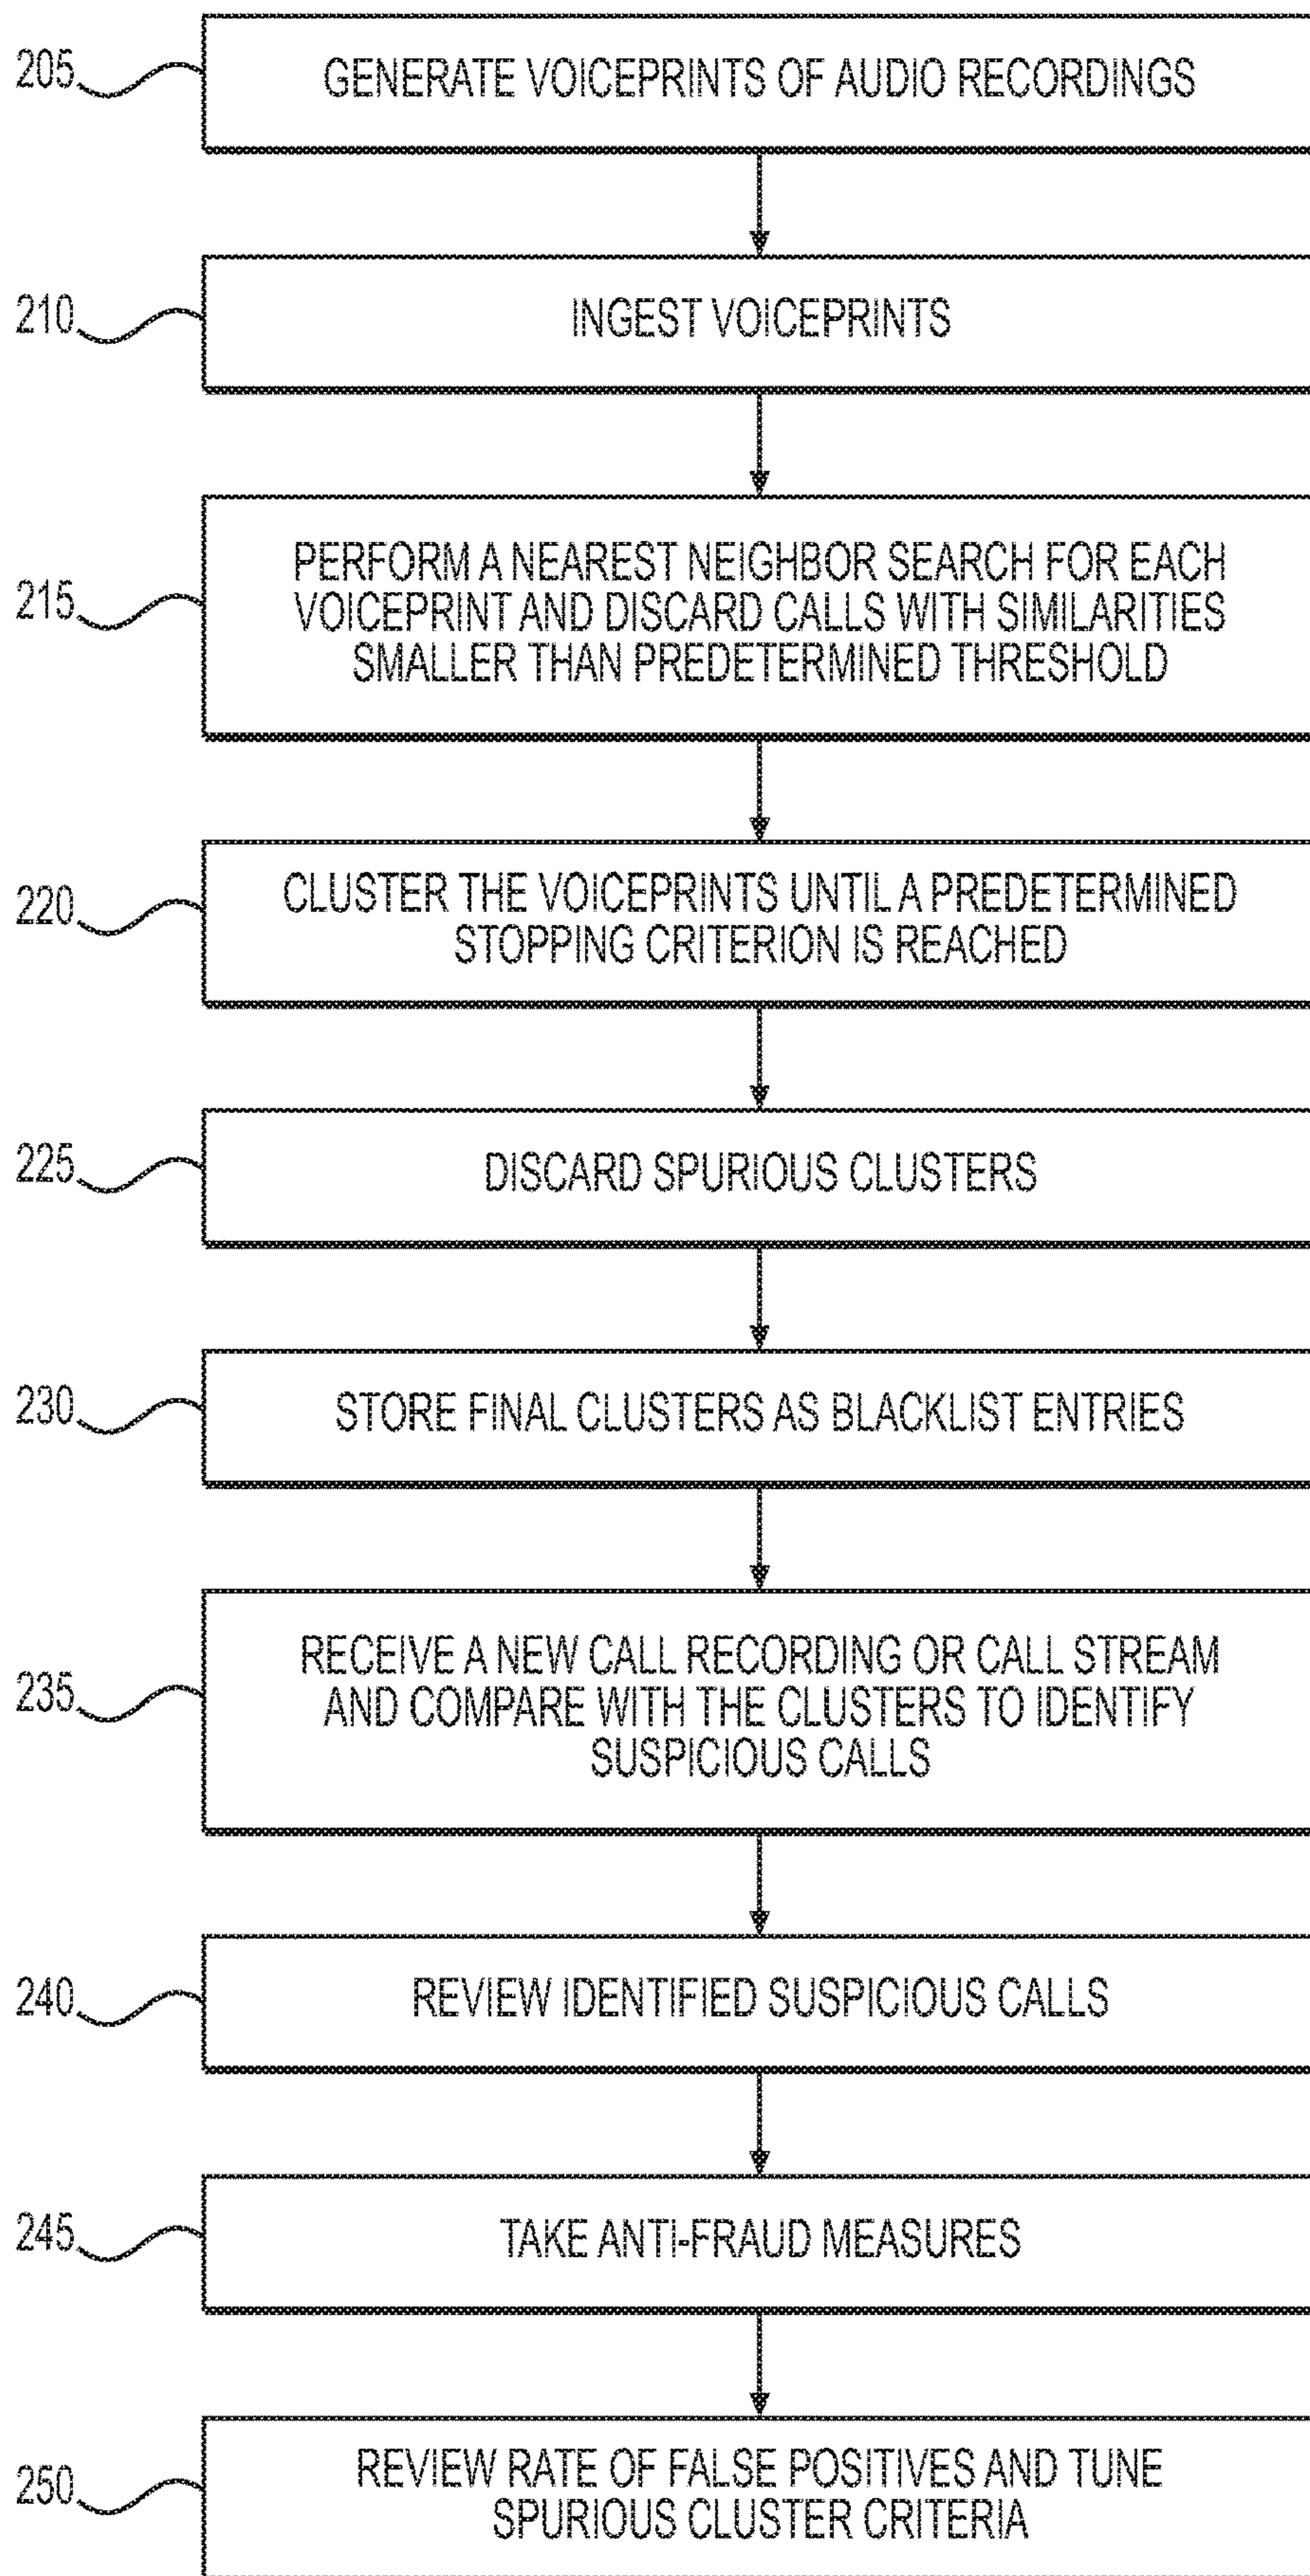 205
GENERATE VOICEPRINTS OF AUDIO RECORDINGS
210
INGEST VOICEPRINTS
215
PERFORM A NEAREST NEIGHBOR SEARCH FOR EACH
VOICEPRINT AND DISCARD CALLS WITH SIMILARITIES
SMALLER THAN PREDETERMINED THRESHOLD
220
CLUSTER THE VOICEPRINTS UNTIL A PREDETERMINED
STOPPING CRITERION IS REACHED
225
DISCARD SPURIOUS CLUSTERS
230
STORE FINAL CLUSTERS AS BLACKLIST ENTRIES
235
RECEIVE A NEW CALL RECORDING OR CALL STREAM
AND COMPARE WITH THE CLUSTERS TO IDENTIFY
SUSPICIOUS CALLS
240
REVIEW IDENTIFIED SUSPICIOUS CALLS
245
TAKE ANTI-FRAUD MEASURES
250
REVIEW RATE OF FALSE POSITIVES AND TUNE
SPURIOUS CLUSTER CRITERIA